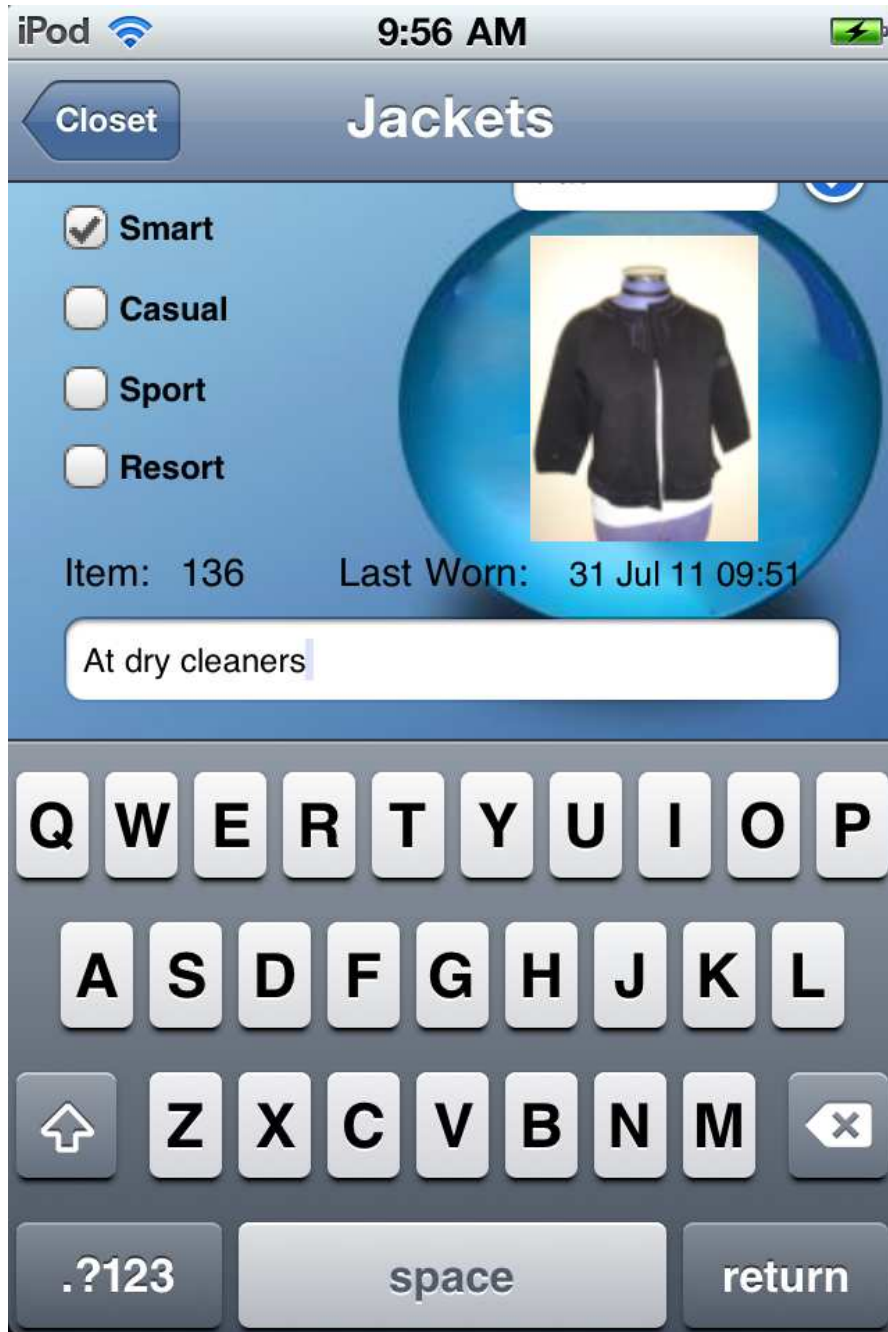 iPod 9:56 AM
Closet Jackets
Smart
Casual
Sport
Resort
Item: 136 Last Worn: 31 Jul 11 09:51
At dry cleaners
Q W E R T Y U I O P
A S D F G H J K L
Z X C V B N M
.?123 space return